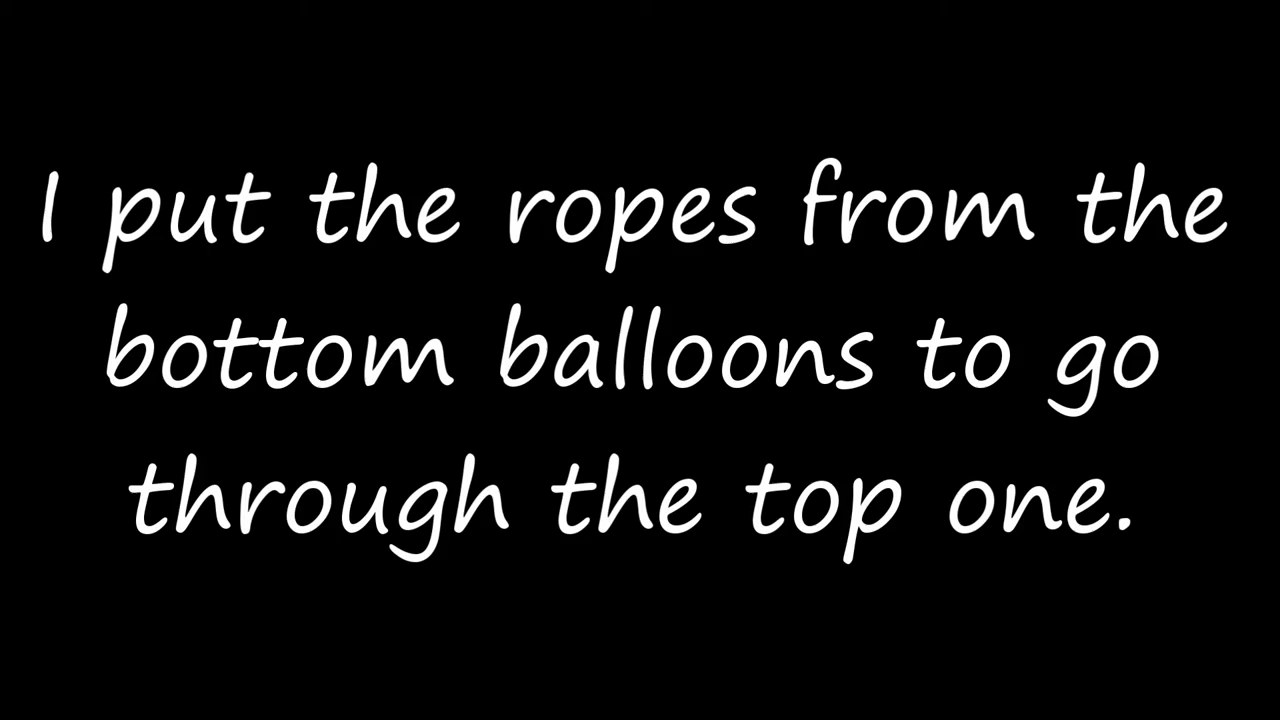 I put the ropes from the
bottom balloons to go
through the top one.